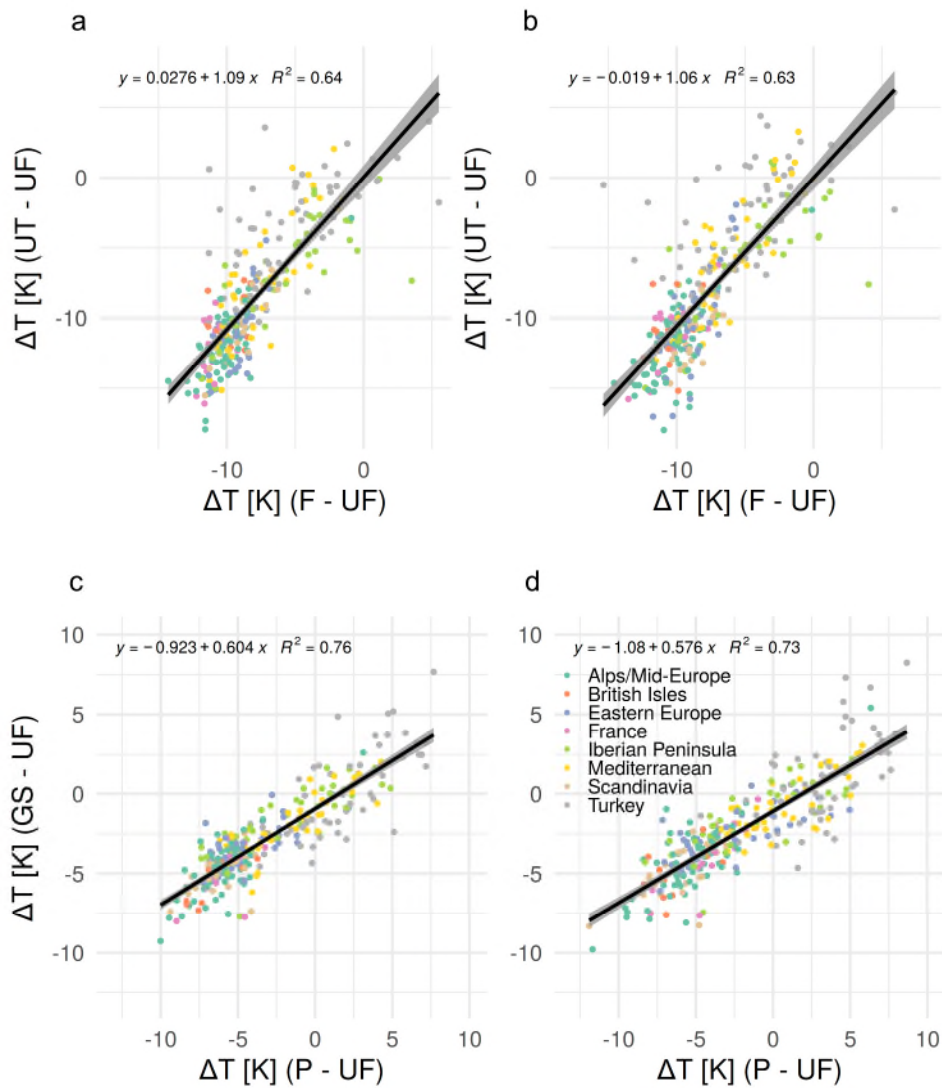 a
b
y = 0.0276 + 1.09 x R² = 0.64
y = −0.019 + 1.06 x R² = 0.63
ΔT [K] (UT - UF)
0
-10
ΔT [K] (UT - UF)
0
-10
-10
0
-10
0
ΔT [K] (F - UF)
ΔT [K] (F - UF)
c
d
10
5
0
-5
-10
ΔT [K] (GS - UF)
y = −0.923 + 0.604 x R² = 0.76
10
5
0
-5
-10
y = −1.08 + 0.576 x R² = 0.73
Alps/Mid-Europe
British Isles
Eastern Europe
France
Iberian Peninsula
Mediterranean
Scandinavia
Turkey
-10
-5
0
5
10
-10
-5
0
5
10
ΔT [K] (P - UF)
ΔT [K] (P - UF)